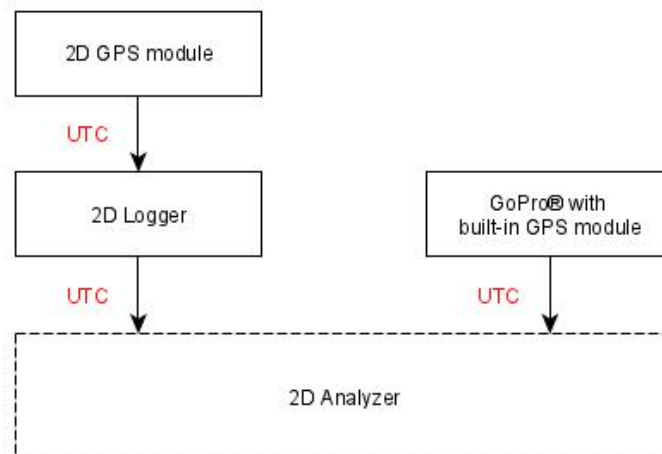 2D GPS module
UTC
2D Logger
GoPro® with
built-in GPS module
UTC
UTC
2D Analyzer